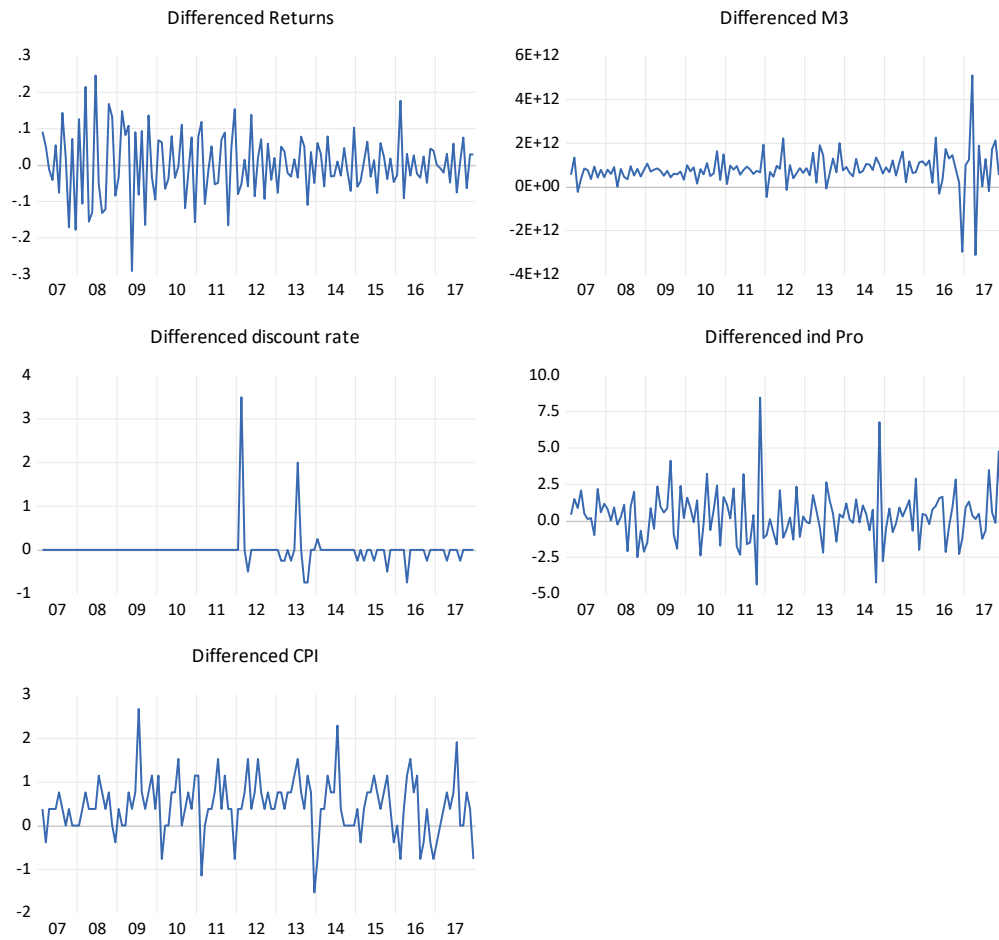 Differenced Returns
.3
.2
.1
.0
-.1
-.2
-.3
07 08 09 10 11 12 13 14 15 16 17
Differenced M3
6E+12
4E+12
2E+12
0E+00
-2E+12
-4E+12
07 08 09 10 11 12 13 14 15 16 17
Differenced discount rate
4
3
2
1
0
-1
07 08 09 10 11 12 13 14 15 16 17
Differenced ind Pro
10.0
7.5
5.0
2.5
0.0
-2.5
-5.0
07 08 09 10 11 12 13 14 15 16 17
Differenced CPI
3
2
1
0
-1
-2
07 08 09 10 11 12 13 14 15 16 17